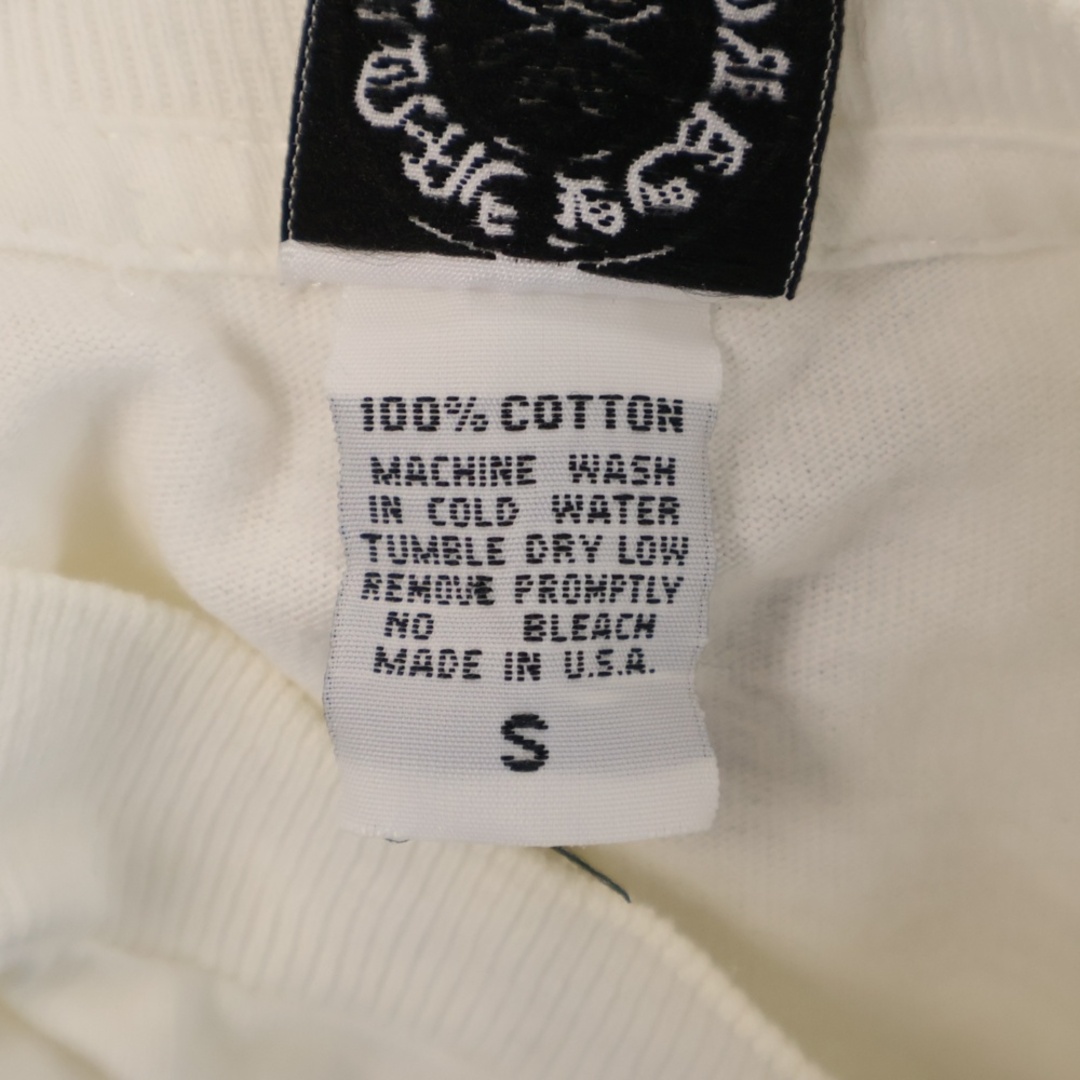 100% COTTON
MACHINE WASH
IN COLD WATER
TUMBLE DRY LOW
REMOVE PROMPTLY
NO BLEACH
MADE IN U.S.A.
S